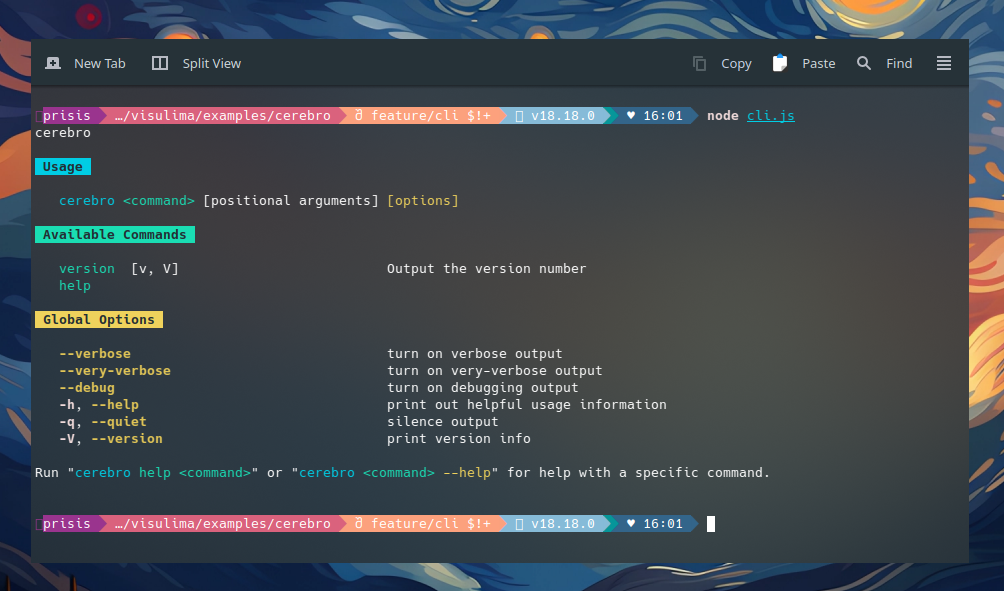 New Tab Split View Copy Paste Find
prisis …/visulima/examples/cerebro feature/cli $!+ v18.18.0 ♥ 16:01 node cli.js
cerebro
Usage
cerebro <command> [positional arguments] [options]
Available Commands
version [v, V] Output the version number
help
Global Options
--verbose turn on verbose output
--very-verbose turn on very-verbose output
--debug turn on debugging output
-h, --help print out helpful usage information
-q, --quiet silence output
-V, --version print version info
Run "cerebro help <command>" or "cerebro <command> --help" for help with a specific command.
prisis …/visulima/examples/cerebro feature/cli $!+ v18.18.0 ♥ 16:01